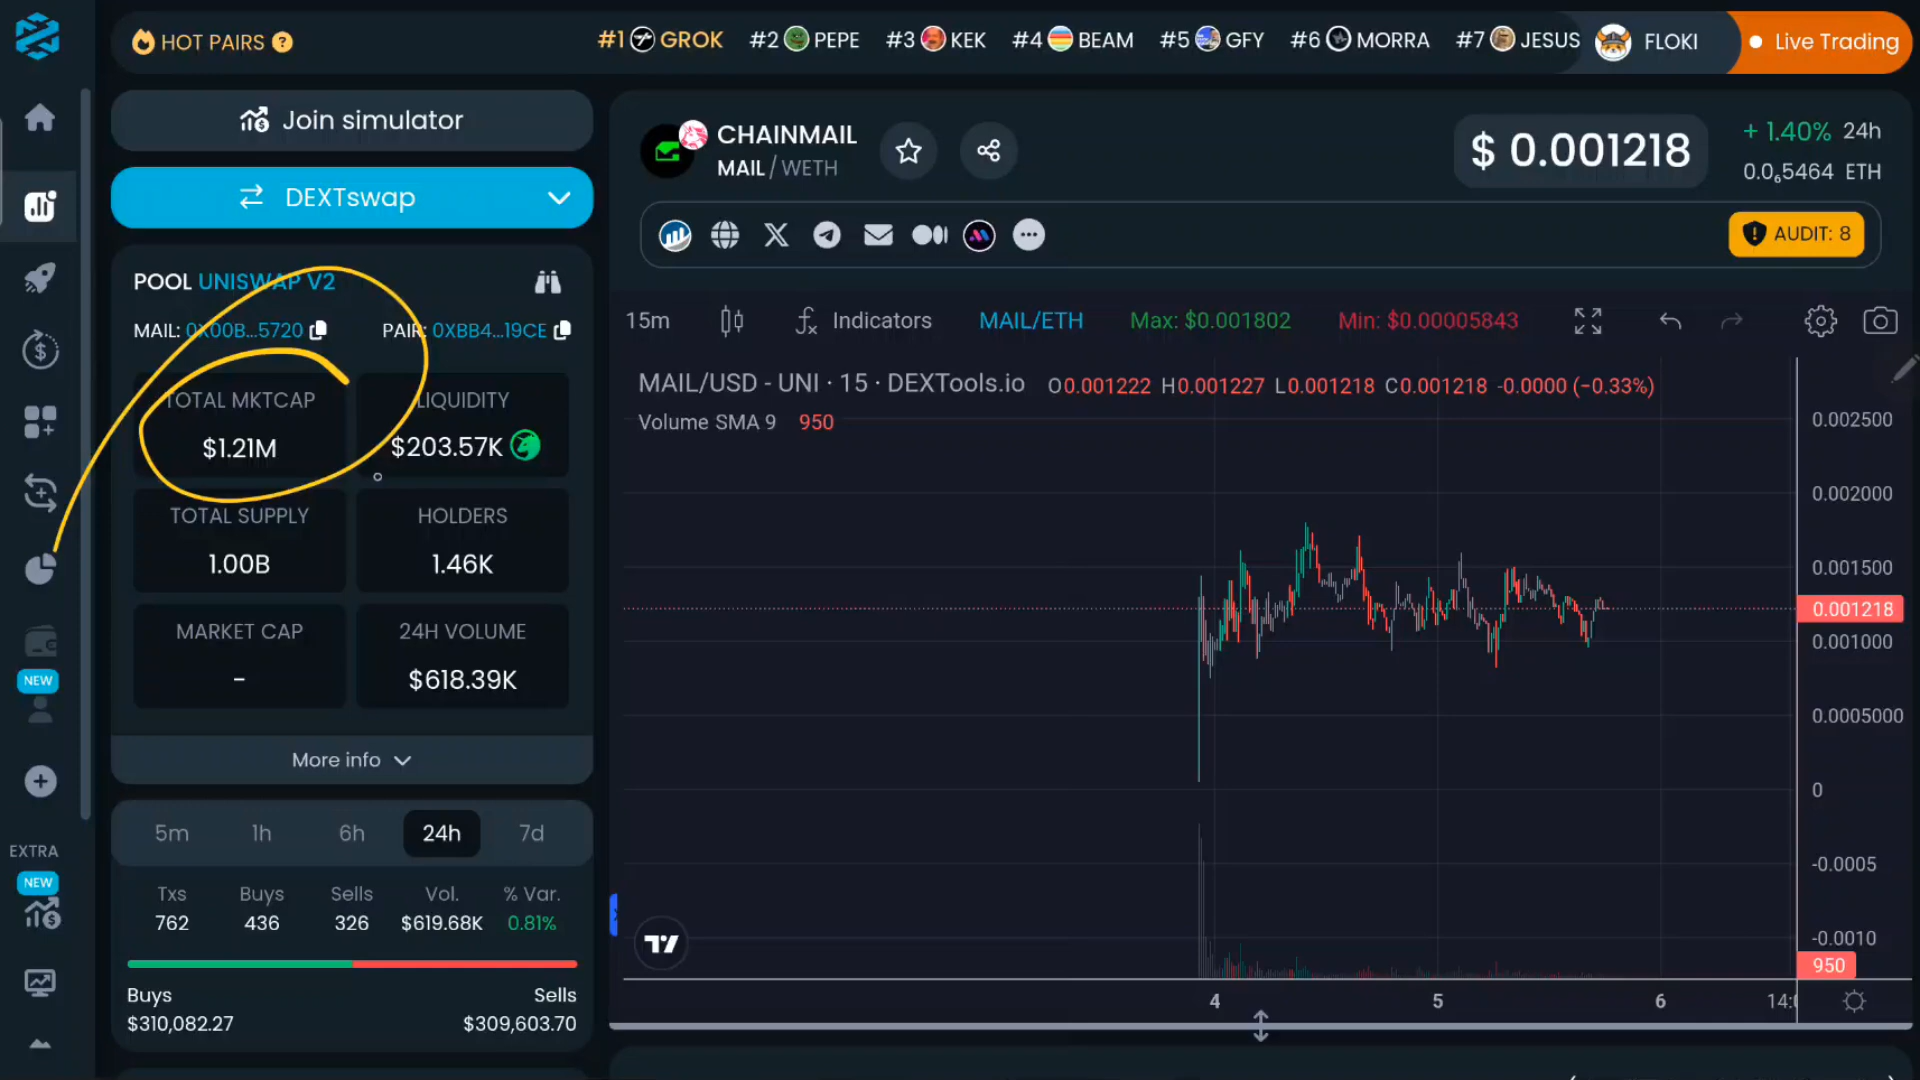 HOT PAIRS ?
#1 GROK #2 PEPE #3 KEK #4 BEAM #5 GFY #6 MORRA #7 JESUS FLOKI Live Trading
Join simulator
DEXTswap
CHAINMAIL
MAIL / WETH
$ 0.001218
+ 1.40% 24h
0.0₆5464 ETH
AUDIT: 8
POOL UNISWAP V2
MAIL: 0X00B...5720 PAIR: 0XBB4...19CE
TOTAL MKTCAP
$1.21M
LIQUIDITY
$203.57K
TOTAL SUPPLY
1.00B
HOLDERS
1.46K
MARKET CAP
-
24H VOLUME
$618.39K
More info
5m 1h 6h 24h 7d
Txs Buys Sells Vol. % Var.
762 436 326 $619.68K 0.81%
Buys Sells
$310,082.27 $309,603.70
NEW
EXTRA
NEW
15m Indicators MAIL/ETH Max: $0.001802 Min: $0.00005843
MAIL/USD - UNI · 15 · DEXTools.io O0.001222 H0.001227 L0.001218 C0.001218 -0.0000 (−0.33%)
Volume SMA 9 950
0.002500
0.002000
0.001500
0.001218
0.001000
0.0005000
0
-0.0005
-0.0010
950
4 5 6